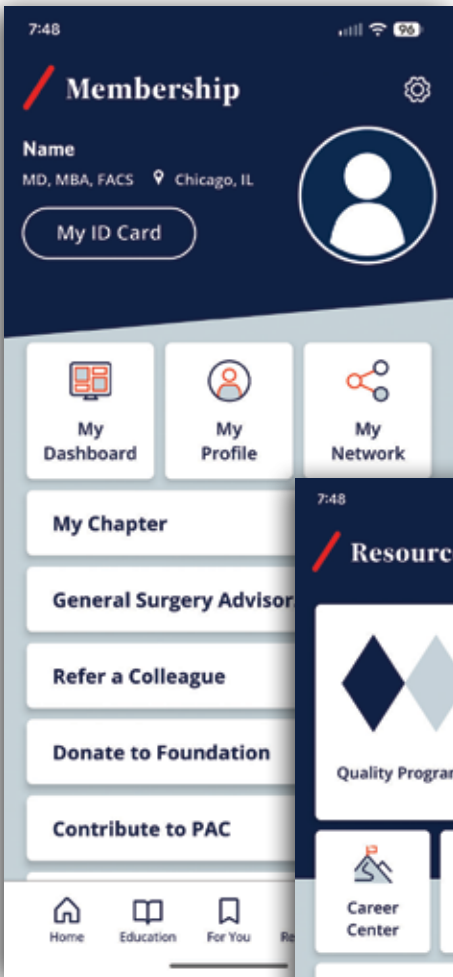 7:48
96
Membership
Name
MD, MBA, FACS Chicago, IL
My ID Card
My
Dashboard
My
Profile
My
Network
My Chapter
General Surgery Advisor
Refer a Colleague
Donate to Foundation
Contribute to PAC
Home
Education
For You
Re
7:48
Resourc
Quality Program
Career
Center